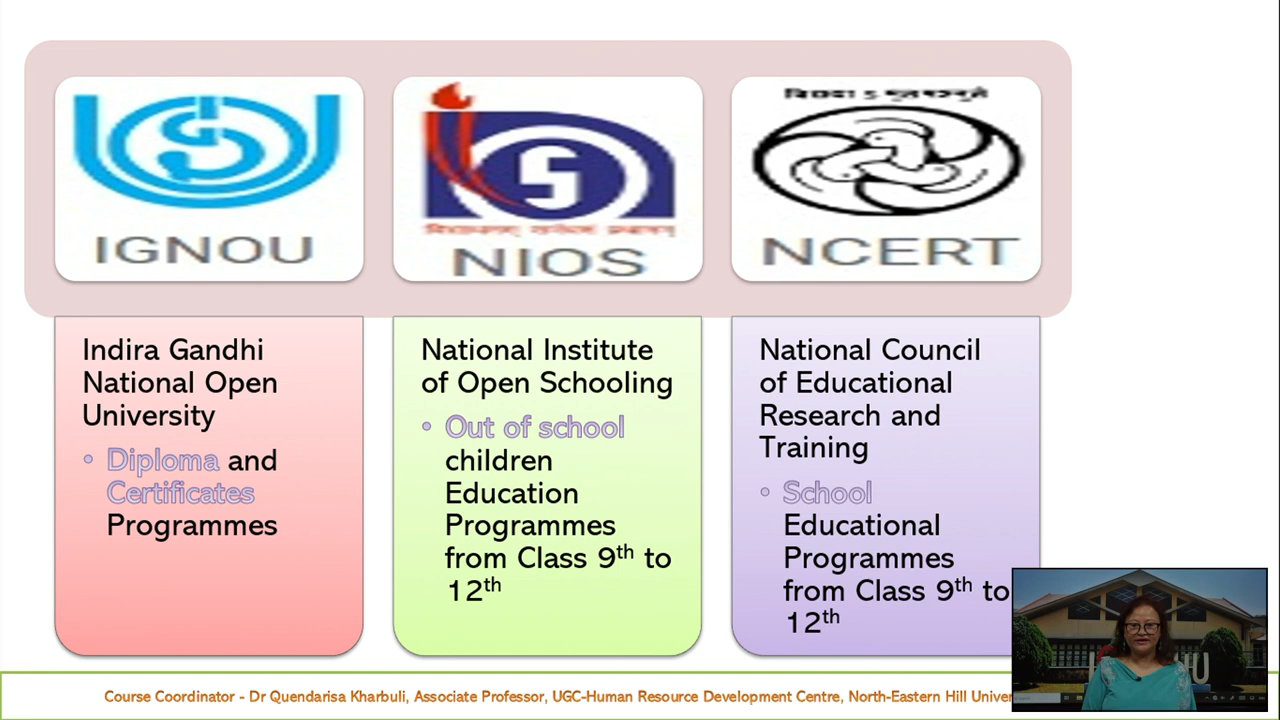 IGNOU
NIOS
NCERT
Indira Gandhi
National Open
University
• Diploma and
Certificates
Programmes
National Institute
of Open Schooling
• Out of school
children
Education
Programmes
from Class 9th to
12th
National Council
of Educational
Research and
Training
• School
Educational
Programmes
from Class 9th to
12th
Course Coordinator - Dr Quendarisa Kharbuli, Associate Professor, UGC-Human Resource Development Centre, North-Eastern Hill